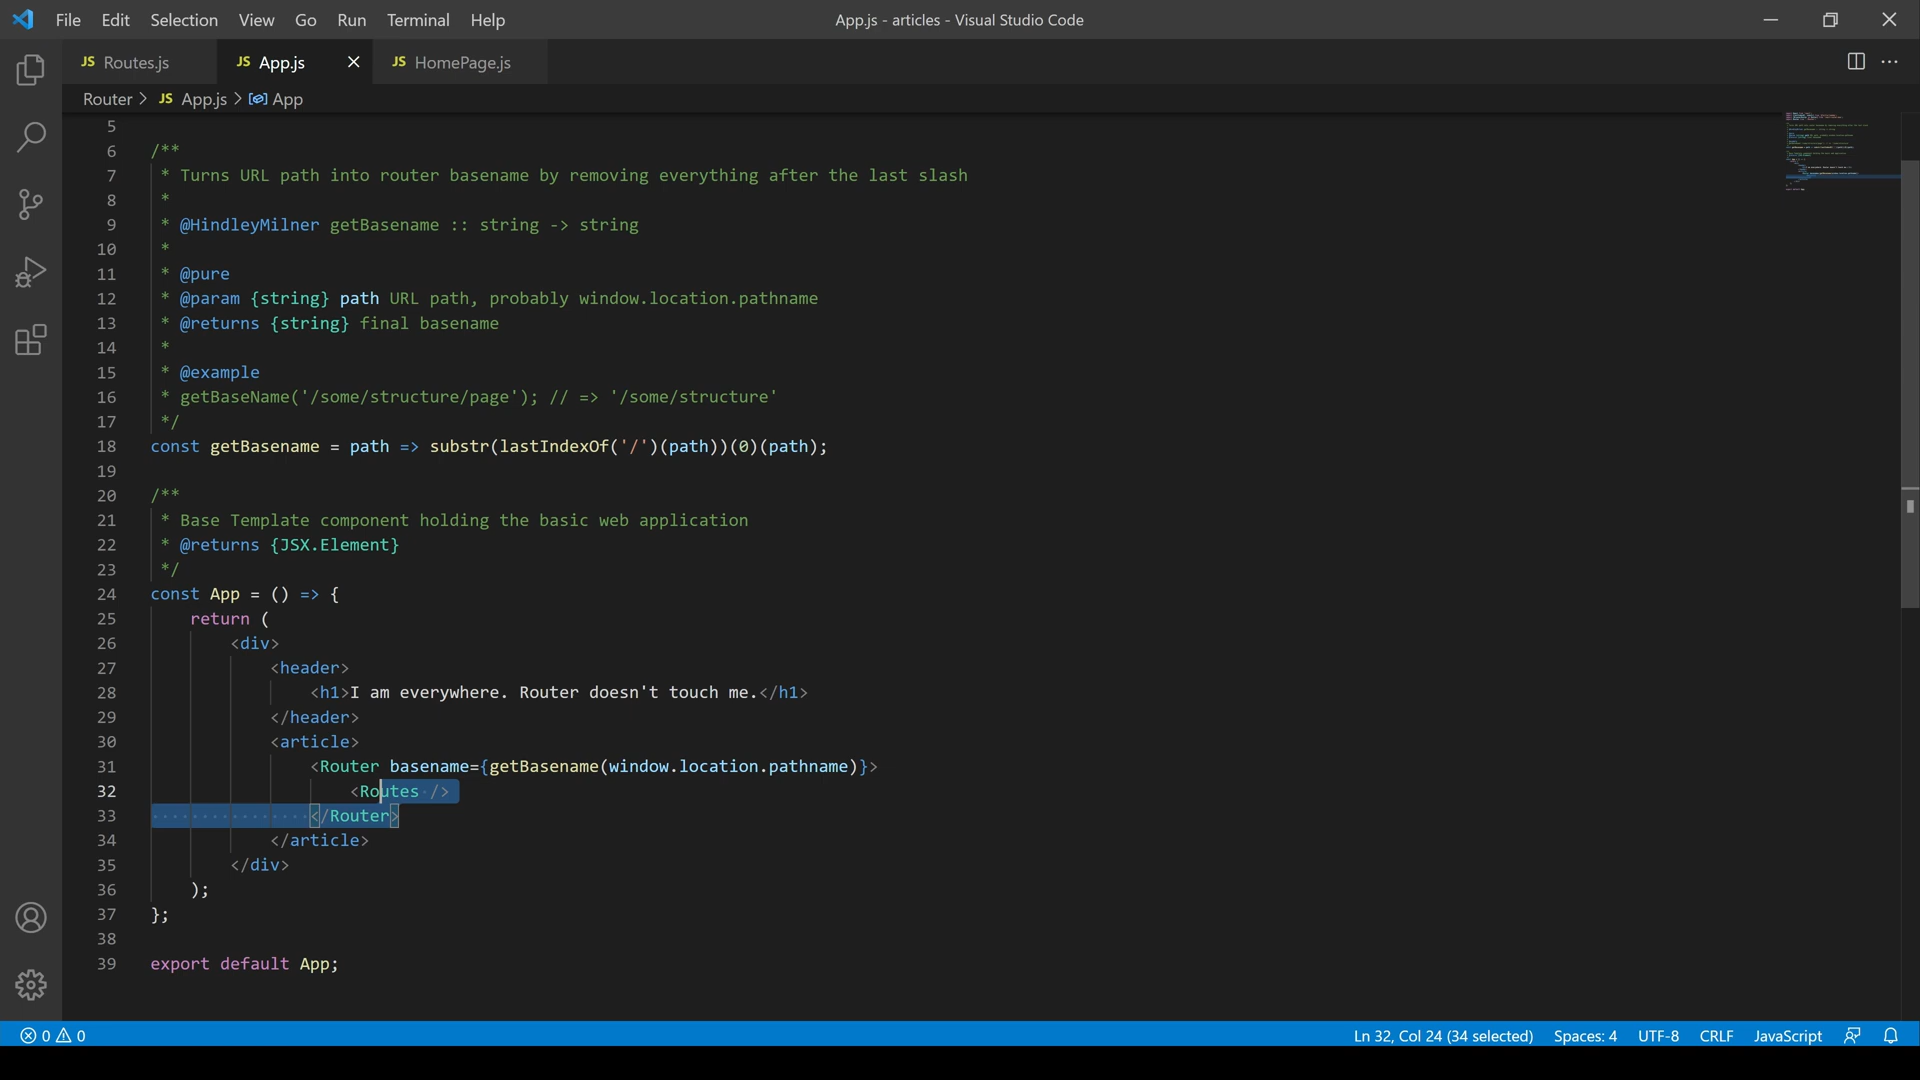 File Edit Selection View Go Run Terminal Help App.js - articles - Visual Studio Code
JS Routes.js JS App.js JS HomePage.js
Router > JS App.js > App
5
6 /**
7 * Turns URL path into router basename by removing everything after the last slash
8 *
9 * @HindleyMilner getBasename :: string -> string
10 *
11 * @pure
12 * @param {string} path URL path, probably window.location.pathname
13 * @returns {string} final basename
14 *
15 * @example
16 * getBaseName('/some/structure/page'); // => '/some/structure'
17 */
18 const getBasename = path => substr(lastIndexOf('/')(path))(0)(path);
19
20 /**
21 * Base Template component holding the basic web application
22 * @returns {JSX.Element}
23 */
24 const App = () => {
25 return (
26 <div>
27 <header>
28 <h1>I am everywhere. Router doesn't touch me.</h1>
29 </header>
30 <article>
31 <Router basename={getBasename(window.location.pathname)}>
32 <Routes />
33 </Router>
34 </article>
35 </div>
36 );
37 };
38
39 export default App;
0 0 Ln 32, Col 24 (34 selected) Spaces: 4 UTF-8 CRLF JavaScript